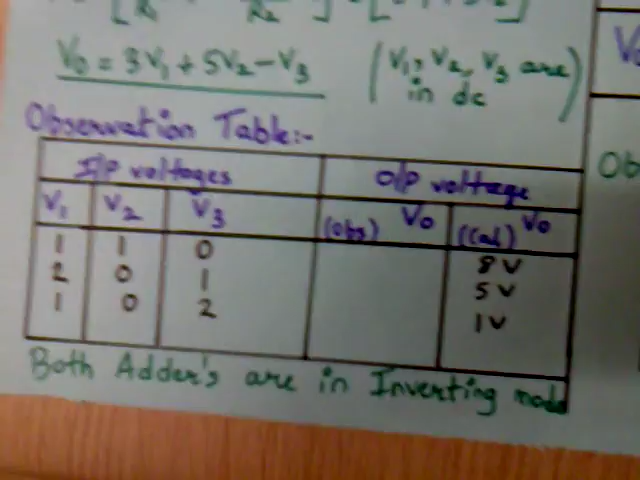 V₀ = 3V₁ + 5V₂ - V₃ (V₁, V₂, V₃ are in dc)
Observation Table:-
I/P voltages O/P voltage
V₁ V₂ V₃ (obs) V₀ (Cal) V₀
1 1 0 8V
2 0 1 5V
1 0 2 1V
Both Adder's are in Inverting mode